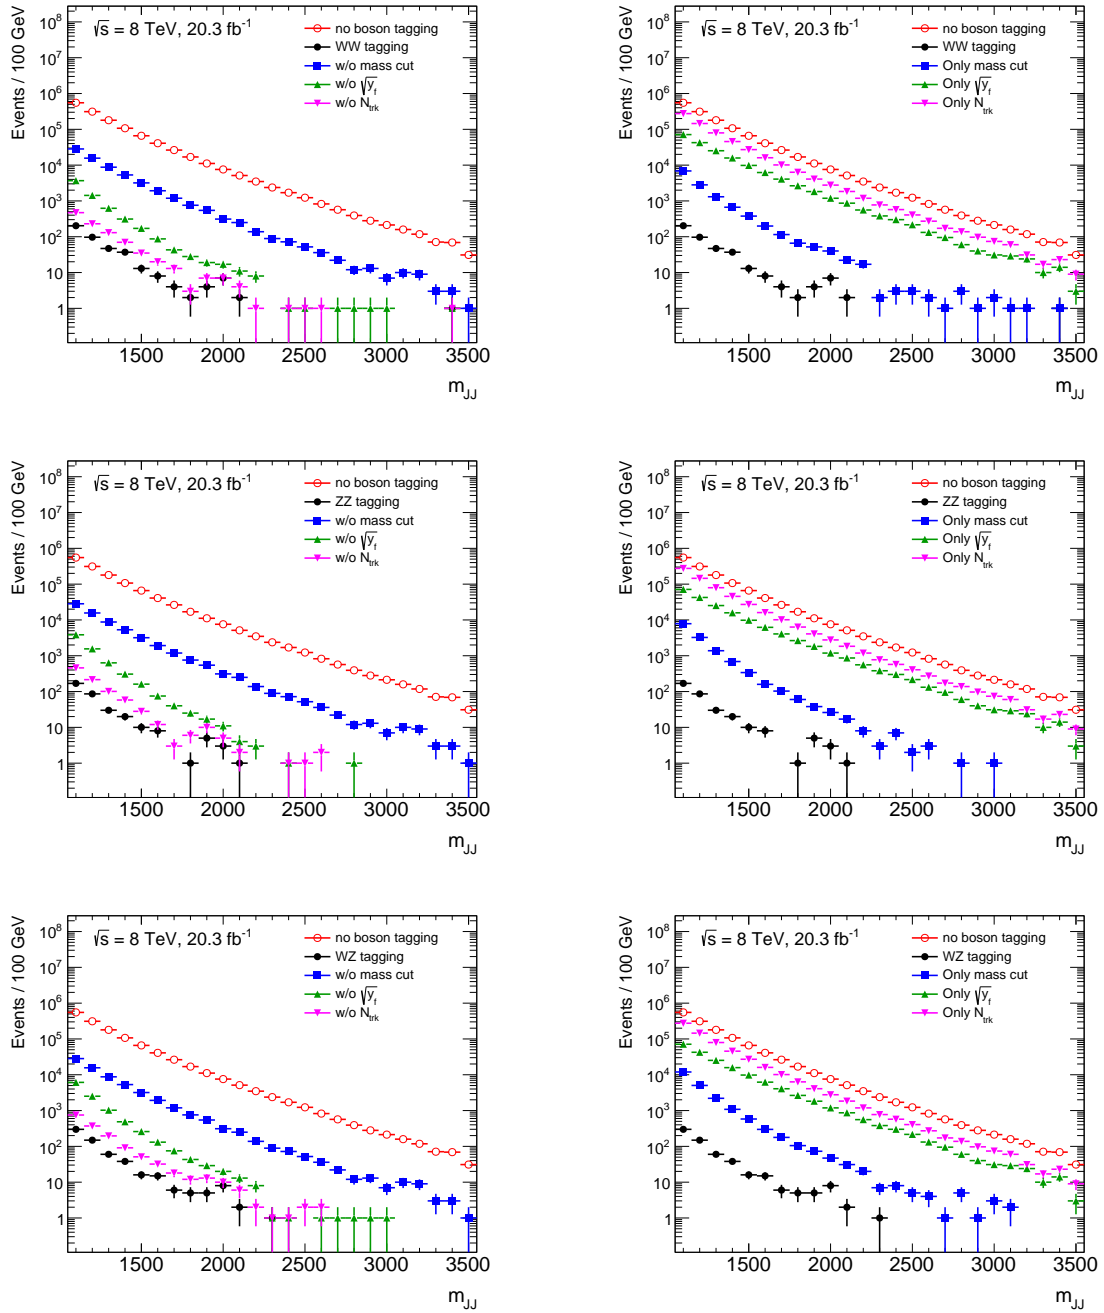 √s = 8 TeV, 20.3 fb⁻¹
no boson tagging
WW tagging
w/o mass cut
w/o √y_f
w/o N_trk
Events / 100 GeV
10⁸
10⁷
10⁶
10⁵
10⁴
10³
10²
10
1
1500 2000 2500 3000 3500
m_JJ
√s = 8 TeV, 20.3 fb⁻¹
no boson tagging
WW tagging
Only mass cut
Only √y_f
Only N_trk
Events / 100 GeV
10⁸
10⁷
10⁶
10⁵
10⁴
10³
10²
10
1
1500 2000 2500 3000 3500
m_JJ
√s = 8 TeV, 20.3 fb⁻¹
no boson tagging
ZZ tagging
w/o mass cut
w/o √y_f
w/o N_trk
Events / 100 GeV
10⁸
10⁷
10⁶
10⁵
10⁴
10³
10²
10
1
1500 2000 2500 3000 3500
m_JJ
√s = 8 TeV, 20.3 fb⁻¹
no boson tagging
ZZ tagging
Only mass cut
Only √y_f
Only N_trk
Events / 100 GeV
10⁸
10⁷
10⁶
10⁵
10⁴
10³
10²
10
1
1500 2000 2500 3000 3500
m_JJ
√s = 8 TeV, 20.3 fb⁻¹
no boson tagging
WZ tagging
w/o mass cut
w/o √y_f
w/o N_trk
Events / 100 GeV
10⁸
10⁷
10⁶
10⁵
10⁴
10³
10²
10
1
1500 2000 2500 3000 3500
m_JJ
√s = 8 TeV, 20.3 fb⁻¹
no boson tagging
WZ tagging
Only mass cut
Only √y_f
Only N_trk
Events / 100 GeV
10⁸
10⁷
10⁶
10⁵
10⁴
10³
10²
10
1
1500 2000 2500 3000 3500
m_JJ